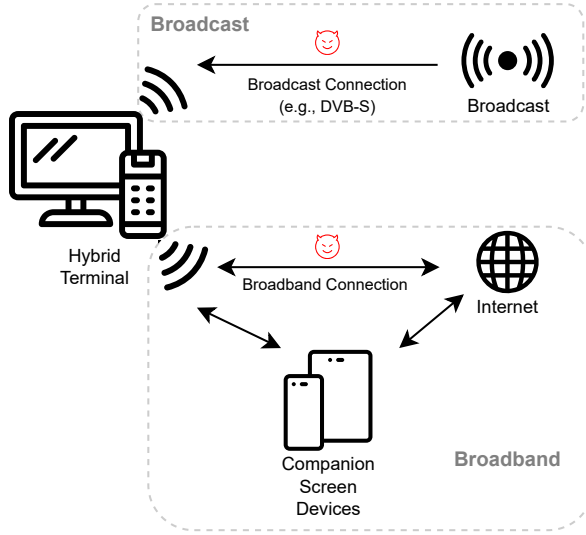 Broadcast
Broadcast Connection
(e.g., DVB-S)
Broadcast
Hybrid
Terminal
Broadband Connection
Internet
Companion
Screen
Devices
Broadband